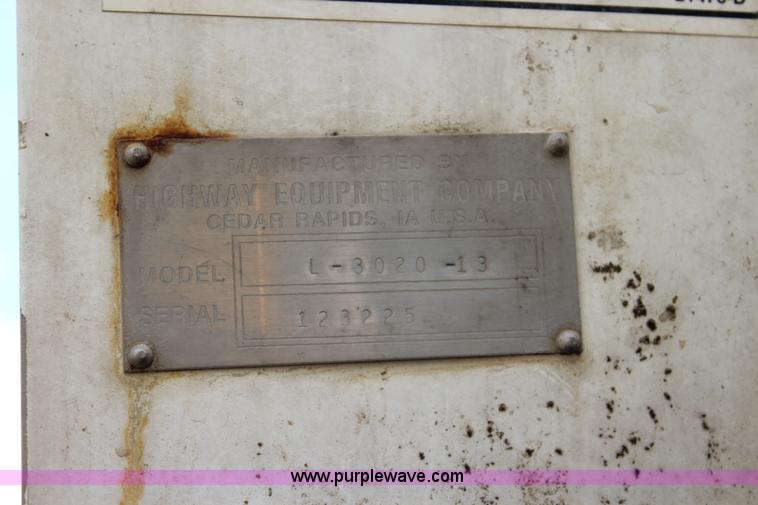 MANUFACTURED BY
HIGHWAY EQUIPMENT COMPANY
CEDAR RAPIDS, IA U.S.A.
MODEL L-3020-13
SERIAL 123225
www.purplewave.com